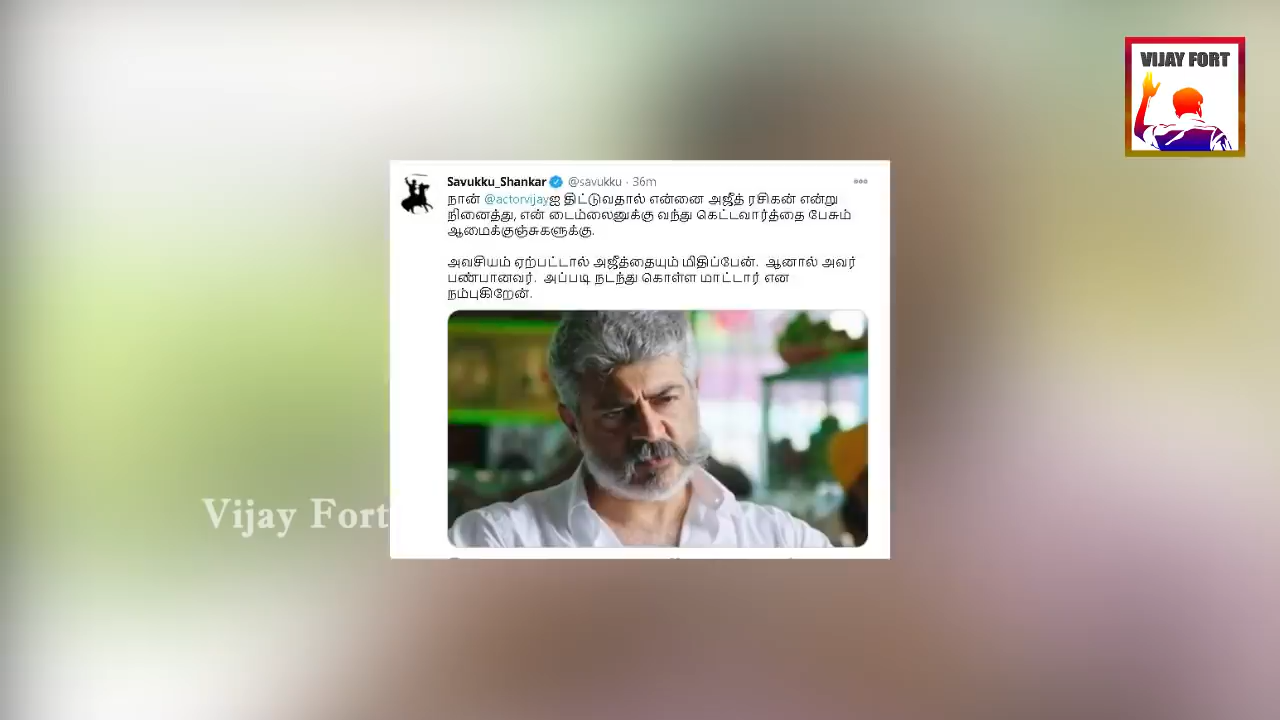 VIJAY FORT
Savukku_Shankar @savukku · 36m
நான் @actorvijayஐ திட்டுவதால் என்னை அஜீத் ரசிகன் என்று
நினைத்து, என் டைம்லைனுக்கு வந்து கெட்டவார்த்தை பேசும்
ஆமைக்குஞ்சுகளுக்கு.
அவசியம் ஏற்பட்டால் அஜீத்தையும் மிதிப்பேன். ஆனால் அவர்
பண்பானவர். அப்படி நடந்து கொள்ள மாட்டார் என
நம்புகிறேன்.
Vijay Fort